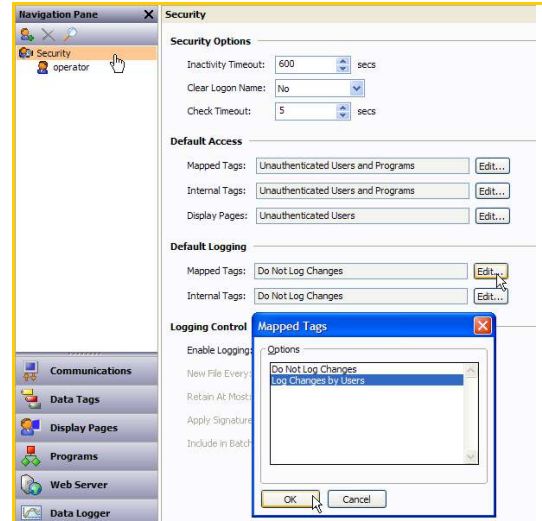 Navigation Pane X
Security
operator
Communications
Data Tags
Display Pages
Programs
Web Server
Data Logger
Security
Security Options
Inactivity Timeout: 600 secs
Clear Logon Name: No
Check Timeout: 5 secs
Default Access
Mapped Tags: Unauthenticated Users and Programs Edit...
Internal Tags: Unauthenticated Users and Programs Edit...
Display Pages: Unauthenticated Users Edit...
Default Logging
Mapped Tags: Do Not Log Changes Edit...
Internal Tags: Do Not Log Changes Edit...
Logging Control
Enable Logging:
New File Every:
Retain At Most:
Apply Signature
Include in Batch
Mapped Tags
Options
Do Not Log Changes
Log Changes by Users
OK Cancel